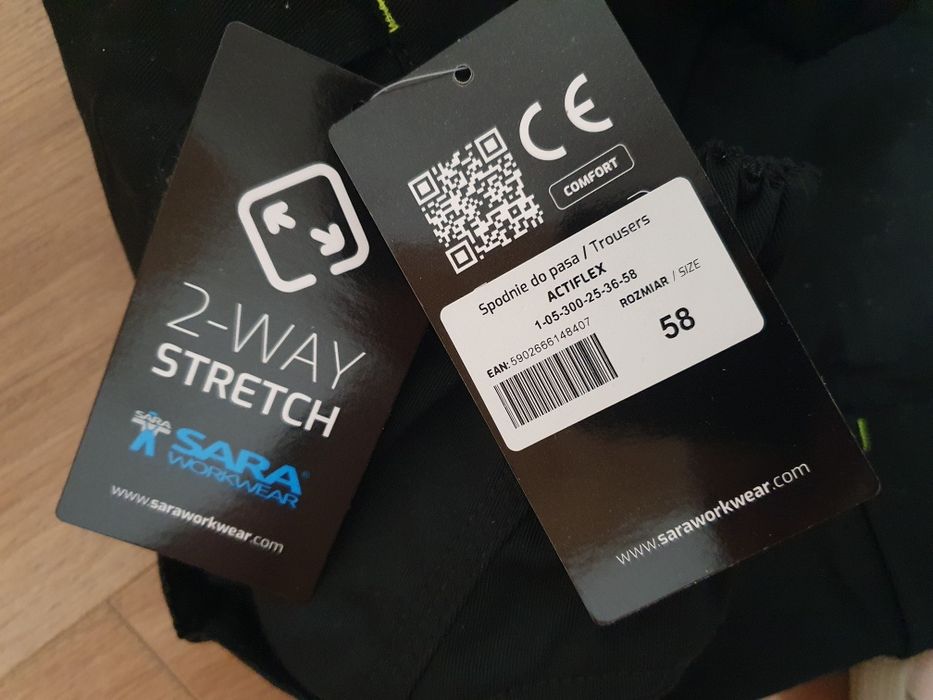 2-WAY
STRETCH
SARA
SARA®
WORKWEAR
www.saraworkwear.com
CE
COMFORT
Spodnie do pasa / Trousers
ACTIFLEX
1-05-300-25-36-58
ROZMIAR / SIZE
EAN: 5902666148407
58
www.saraworkwear.com